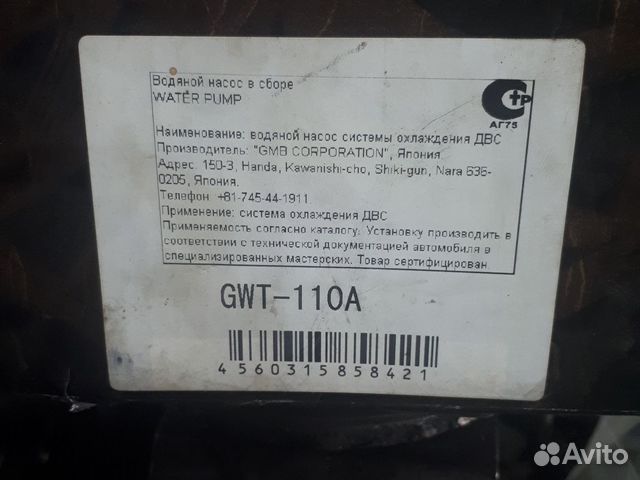 Водяной насос в сборе
WATER PUMP
Наименование: водяной насос системы охлаждения ДВС
Производитель: "GMB CORPORATION", Япония
Адрес: 150-3, Handa, Kawanishi-cho, Shiki-gun, Nara 636-
0205, Япония.
Телефон: +81-745-44-1911
Применение: система охлаждения ДВС
Применяемость согласно каталогу. Установку производить в
соответствии с технической документацией автомобиля в
специализированных мастерских. Товар сертифицирован
АГ75
GWT-110A
4560315858421
Avito